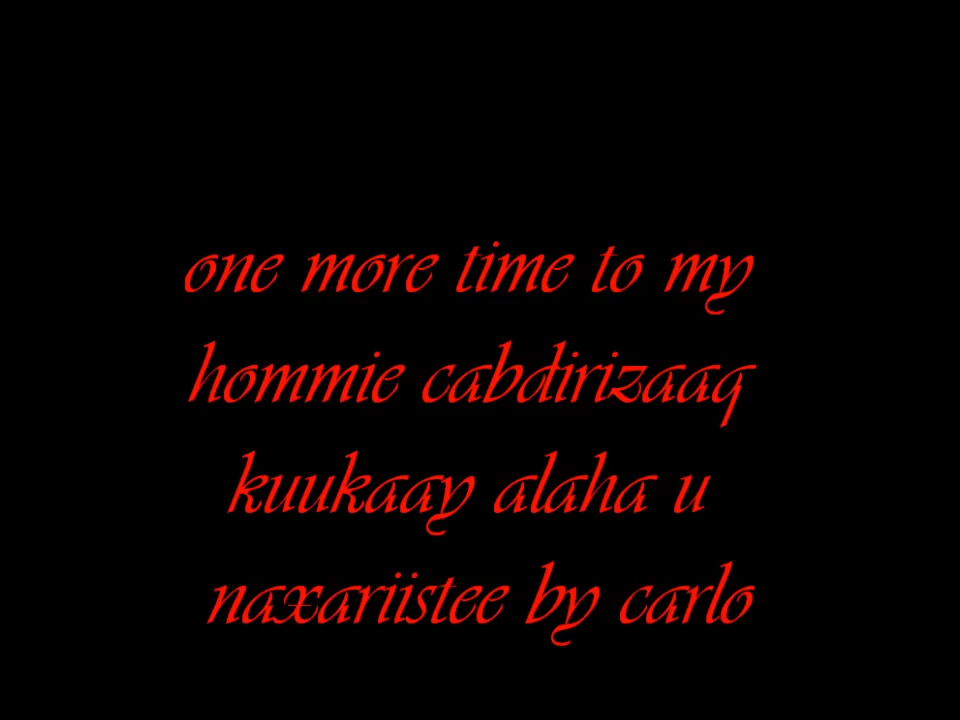 one more time to my
hommie cabdirizaaq
kuukaay alaha u
naxariistee by carlo